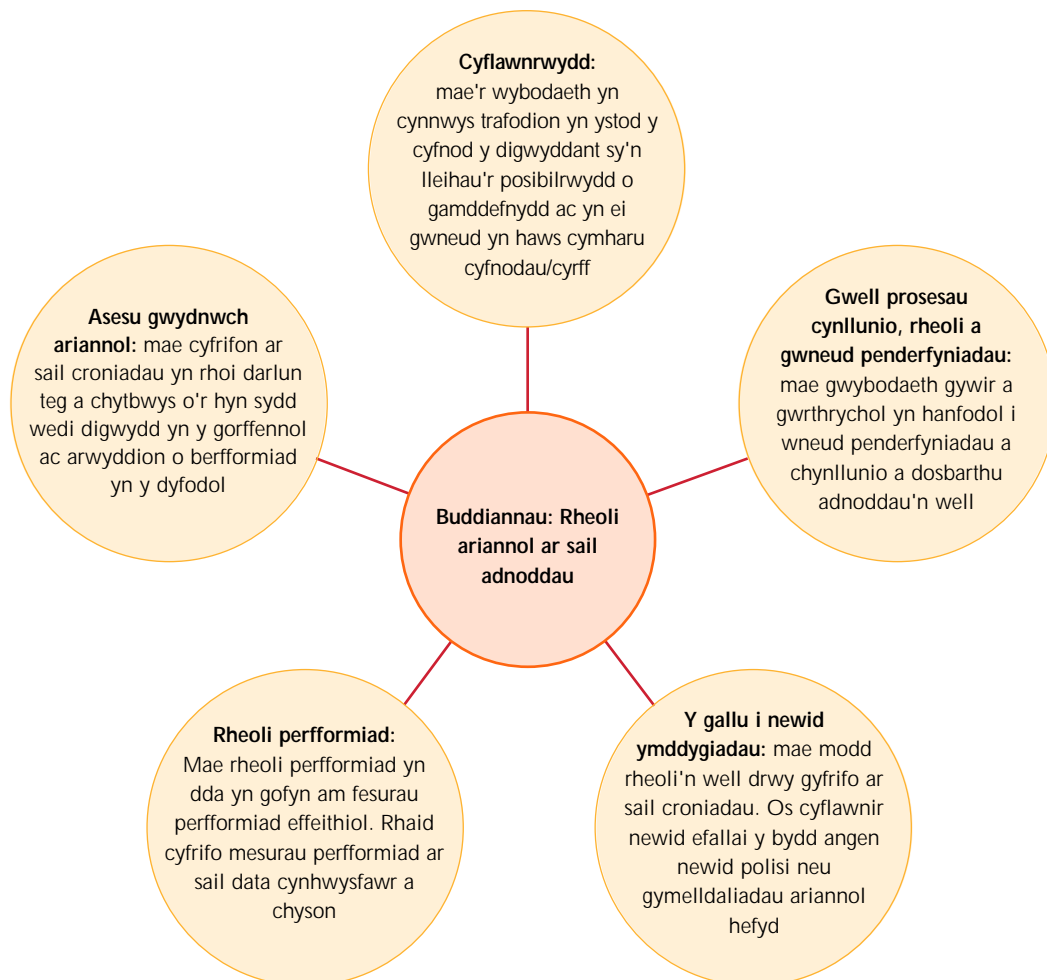 Cyflawnrwydd:
mae'r wybodaeth yn
cynnwys trafodion yn ystod y
cyfnod y digwyddant sy'n
lleihau'r posibilrwydd o
gamddefnydd ac yn ei
gwneud yn haws cymharu
cyfnodau/cyrff
Asesu gwydnwch
ariannol: mae cyfrifon ar
sail croniadau yn rhoi darlun
teg a chytbwys o'r hyn sydd
wedi digwydd yn y gorffennol
ac arwyddion o berfformiad
yn y dyfodol
Gwell prosesau
cynllunio, rheoli a
gwneud penderfyniadau:
mae gwybodaeth gywir a
gwrthrychol yn hanfodol i
wneud penderfyniadau a
chynllunio a dosbarthu
adnoddau'n well
Buddiannau: Rheoli
ariannol ar sail
adnoddau
Rheoli perfformiad:
Mae rheoli perfformiad yn
dda yn gofyn am fesurau
perfformiad effeithiol. Rhaid
cyfrifo mesurau perfformiad ar
sail data cynhwysfawr a
chyson
Y gallu i newid
ymddygiadau: mae modd
rheoli'n well drwy gyfrifo ar
sail croniadau. Os cyflawnir
newid efallai y bydd angen
newid polisi neu
gymelldaliadau ariannol
hefyd